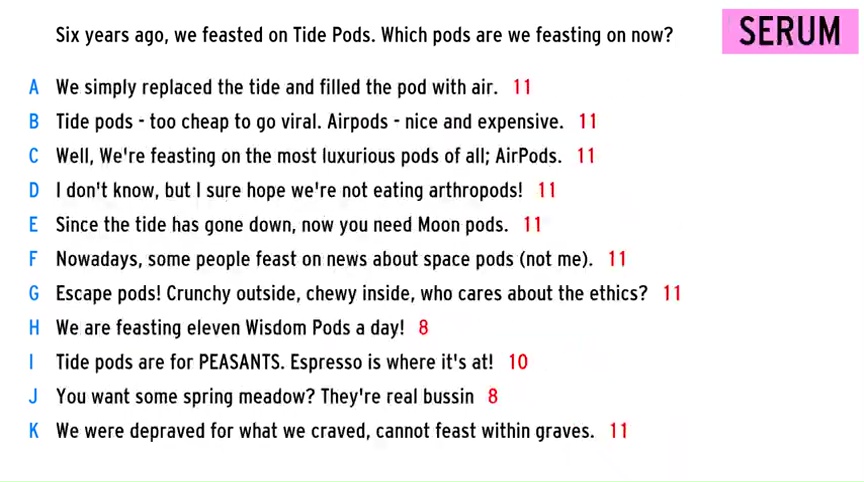 Six years ago, we feasted on Tide Pods. Which pods are we feasting on now?
SERUM
A We simply replaced the tide and filled the pod with air. 11
B Tide pods - too cheap to go viral. Airpods - nice and expensive. 11
C Well, We're feasting on the most luxurious pods of all; AirPods. 11
D I don't know, but I sure hope we're not eating arthropods! 11
E Since the tide has gone down, now you need Moon pods. 11
F Nowadays, some people feast on news about space pods (not me). 11
G Escape pods! Crunchy outside, chewy inside, who cares about the ethics? 11
H We are feasting eleven Wisdom Pods a day! 8
I Tide pods are for PEASANTS. Espresso is where it's at! 10
J You want some spring meadow? They're real bussin 8
K We were depraved for what we craved, cannot feast within graves. 11